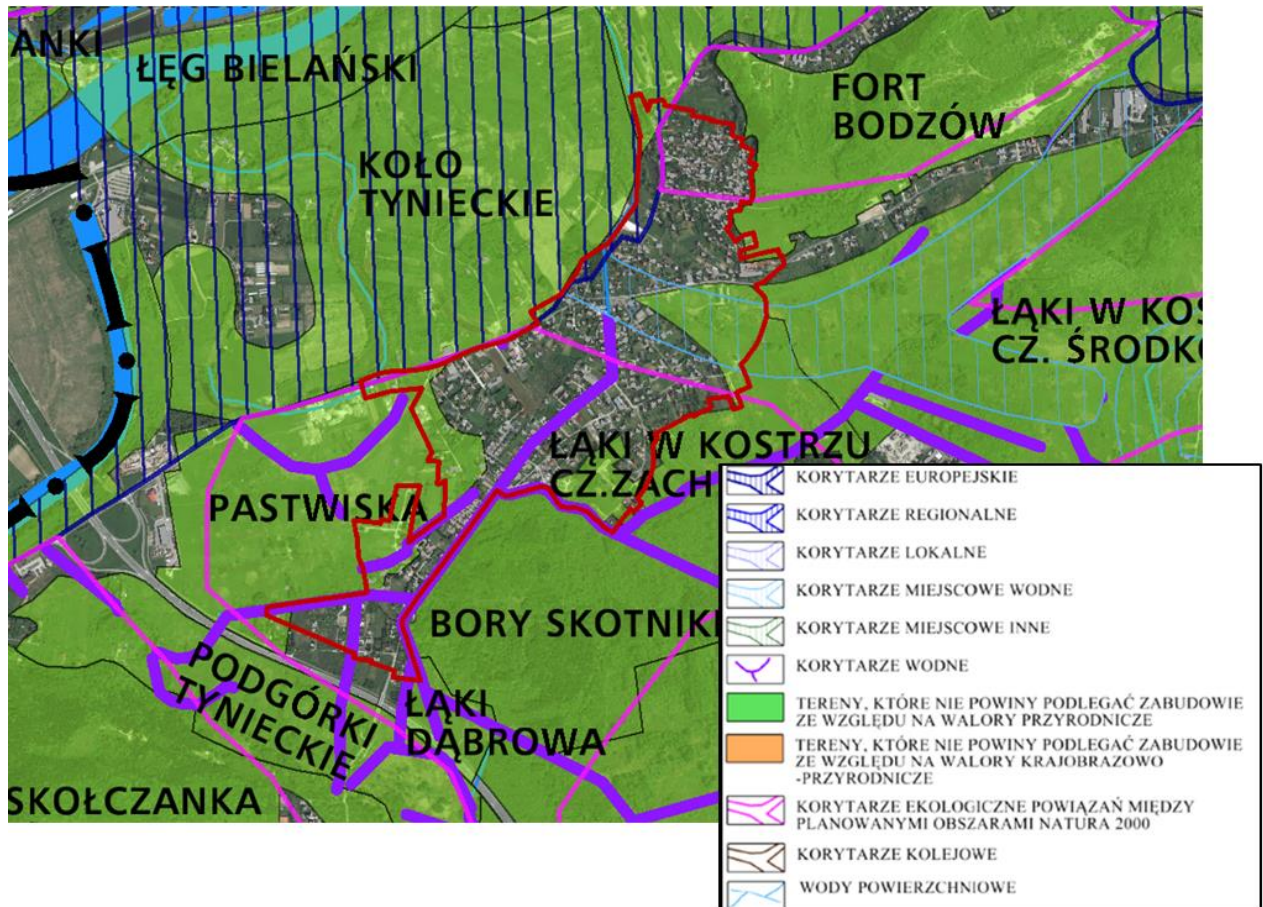 ANKI
ŁĘG BIELAŃSKI
KOŁO
TYNIECKIE
FORT
BODZÓW
ŁĄKI W KOS
CZ. ŚRODK
ŁĄKI W KOSTRZU
CZ.ZACH
PASTWISKA
BORY SKOTNIK
PODGÓRKI
TYNIECKIE
ŁĄKI
DĄBROWA
SKOŁCZANKA
KORYTARZE EUROPEJSKIE
KORYTARZE REGIONALNE
KORYTARZE LOKALNE
KORYTARZE MIEJSCOWE WODNE
KORYTARZE MIEJSCOWE INNE
KORYTARZE WODNE
TERENY, KTÓRE NIE POWINY PODLEGAĆ ZABUDOWIE
ZE WZGLĘDU NA WALORY PRZYRODNICZE
TERENY, KTÓRE NIE POWINY PODLEGAĆ ZABUDOWIE
ZE WZGLĘDU NA WALORY KRAJOBRAZOWO
-PRZYRODNICZE
KORYTARZE EKOLOGICZNE POWIĄZAŃ MIĘDZY
PLANOWANYMI OBSZARAMI NATURA 2000
KORYTARZE KOLEJOWE
WODY POWIERZCHNIOWE